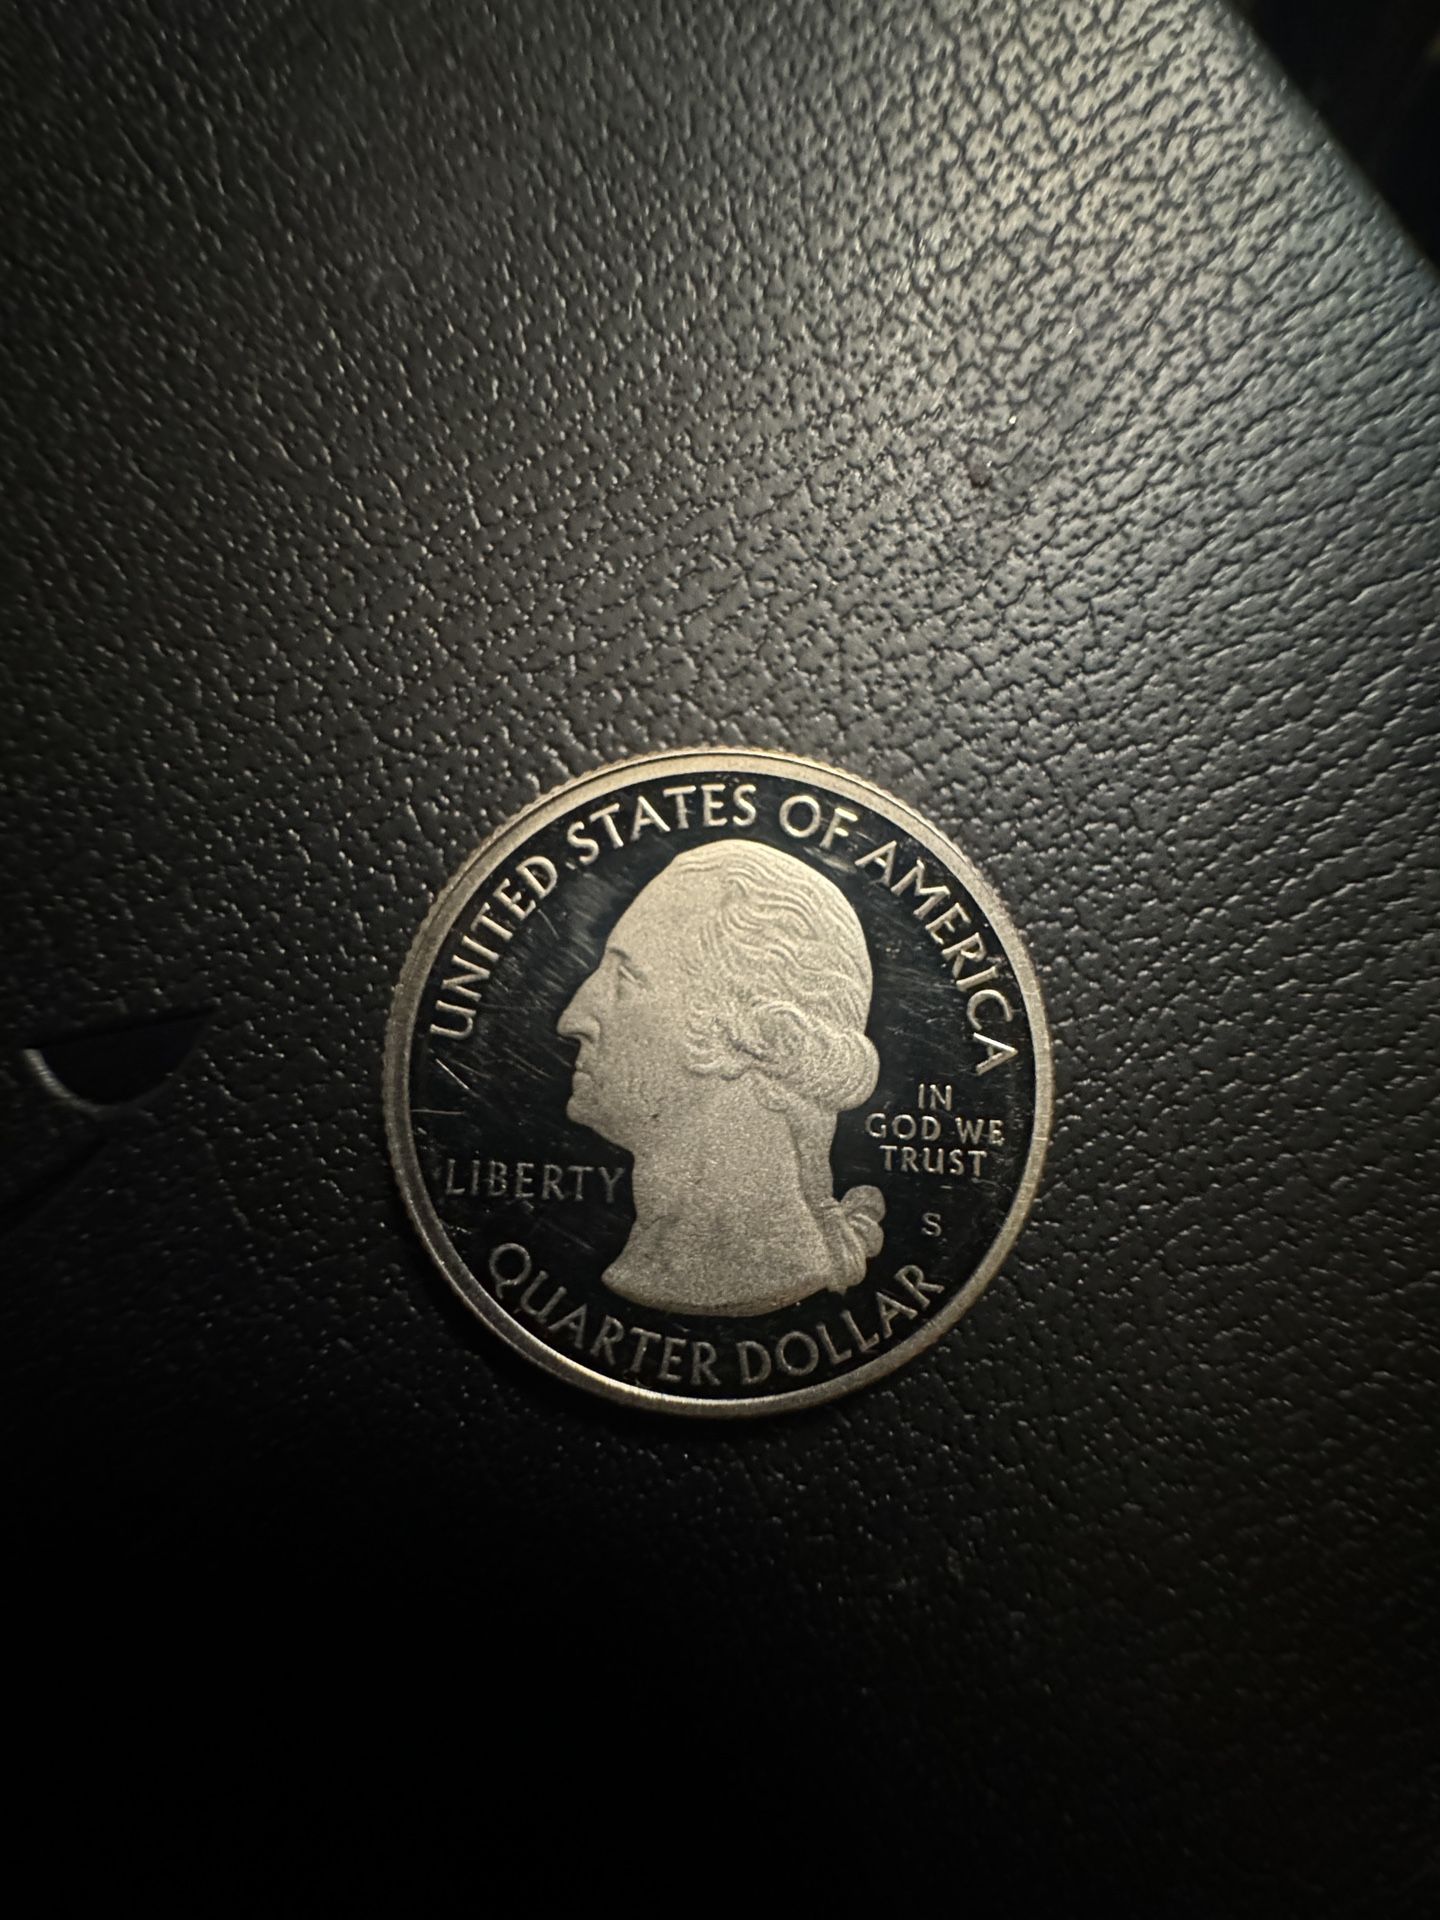 UNITED STATES OF AMERICA
LIBERTY
IN
GOD WE
TRUST
S
QUARTER DOLLAR